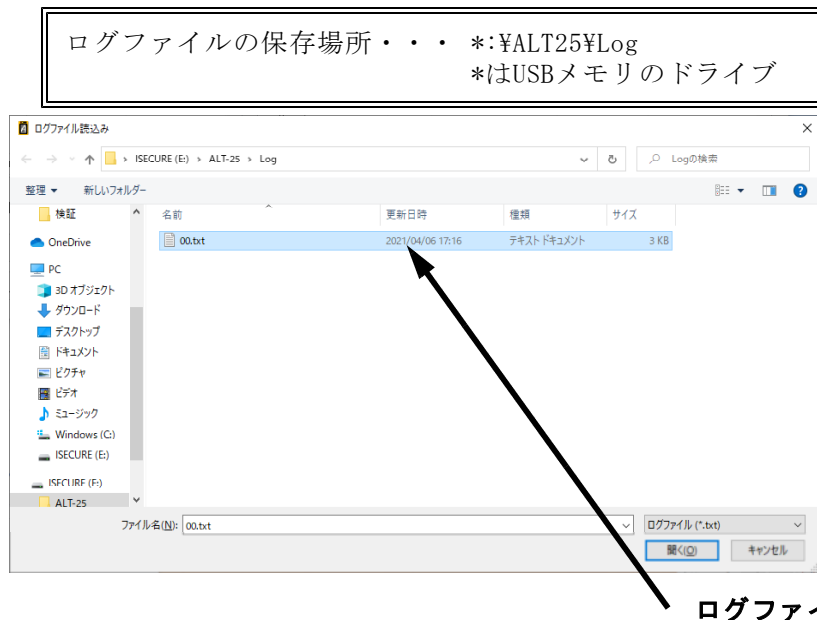 ログファイルの保存場所・・・ *:¥ALT25¥Log
*はUSBメモリのドライブ
ログファイル読込み
ISECURE (E:) › ALT-25 › Log
Logの検索
整理 新しいフォルダー
検証
名前 更新日時 種類 サイズ
OneDrive
00.txt 2021/04/06 17:16 テキスト ドキュメント 3 KB
PC
3D オブジェクト
ダウンロード
デスクトップ
ドキュメント
ピクチャ
ビデオ
ミュージック
Windows (C:)
ISECURE (E:)
ISECURE (E:)
ALT-25
ファイル名(N): 00.txt
ログファイル (*.txt)
開く(O) キャンセル
ログファイ